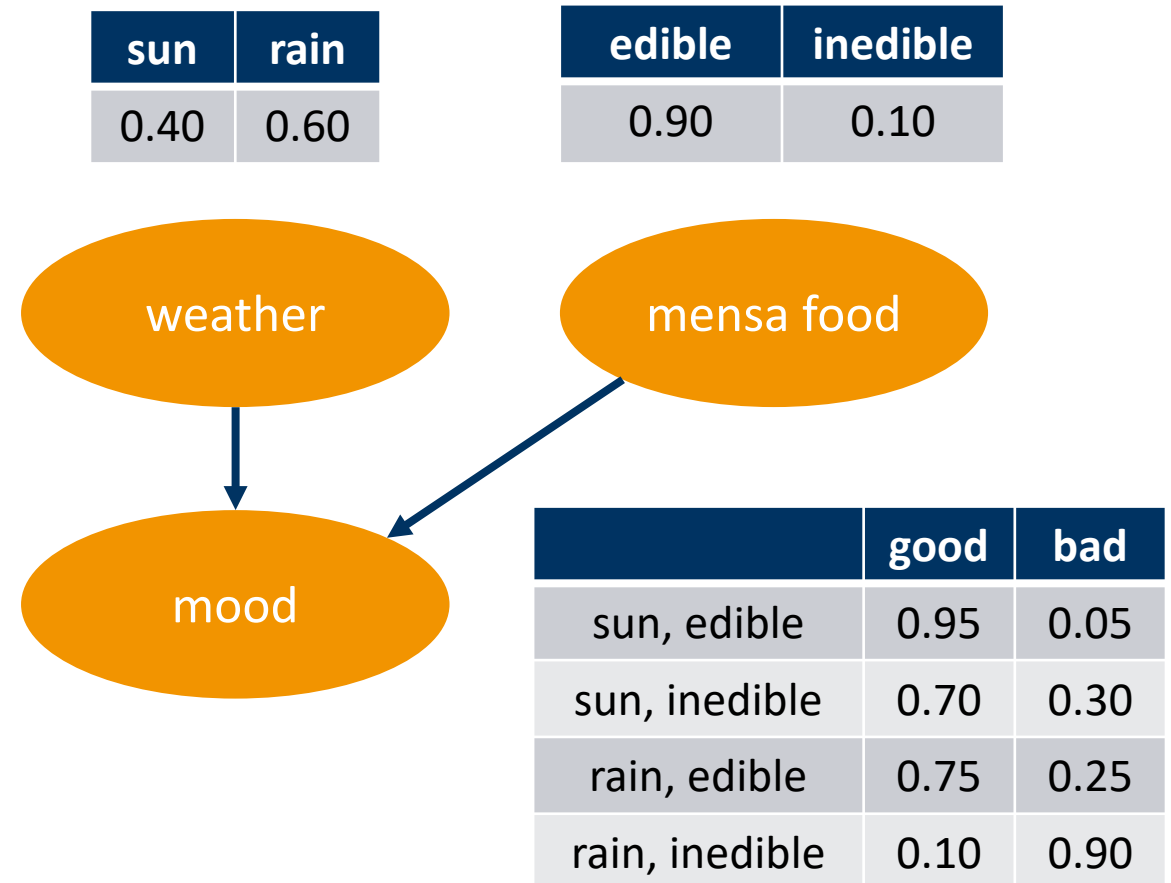 sun rain
0.40 0.60
edible inedible
0.90 0.10
weather
mensa food
mood
good bad
sun, edible 0.95 0.05
sun, inedible 0.70 0.30
rain, edible 0.75 0.25
rain, inedible 0.10 0.90